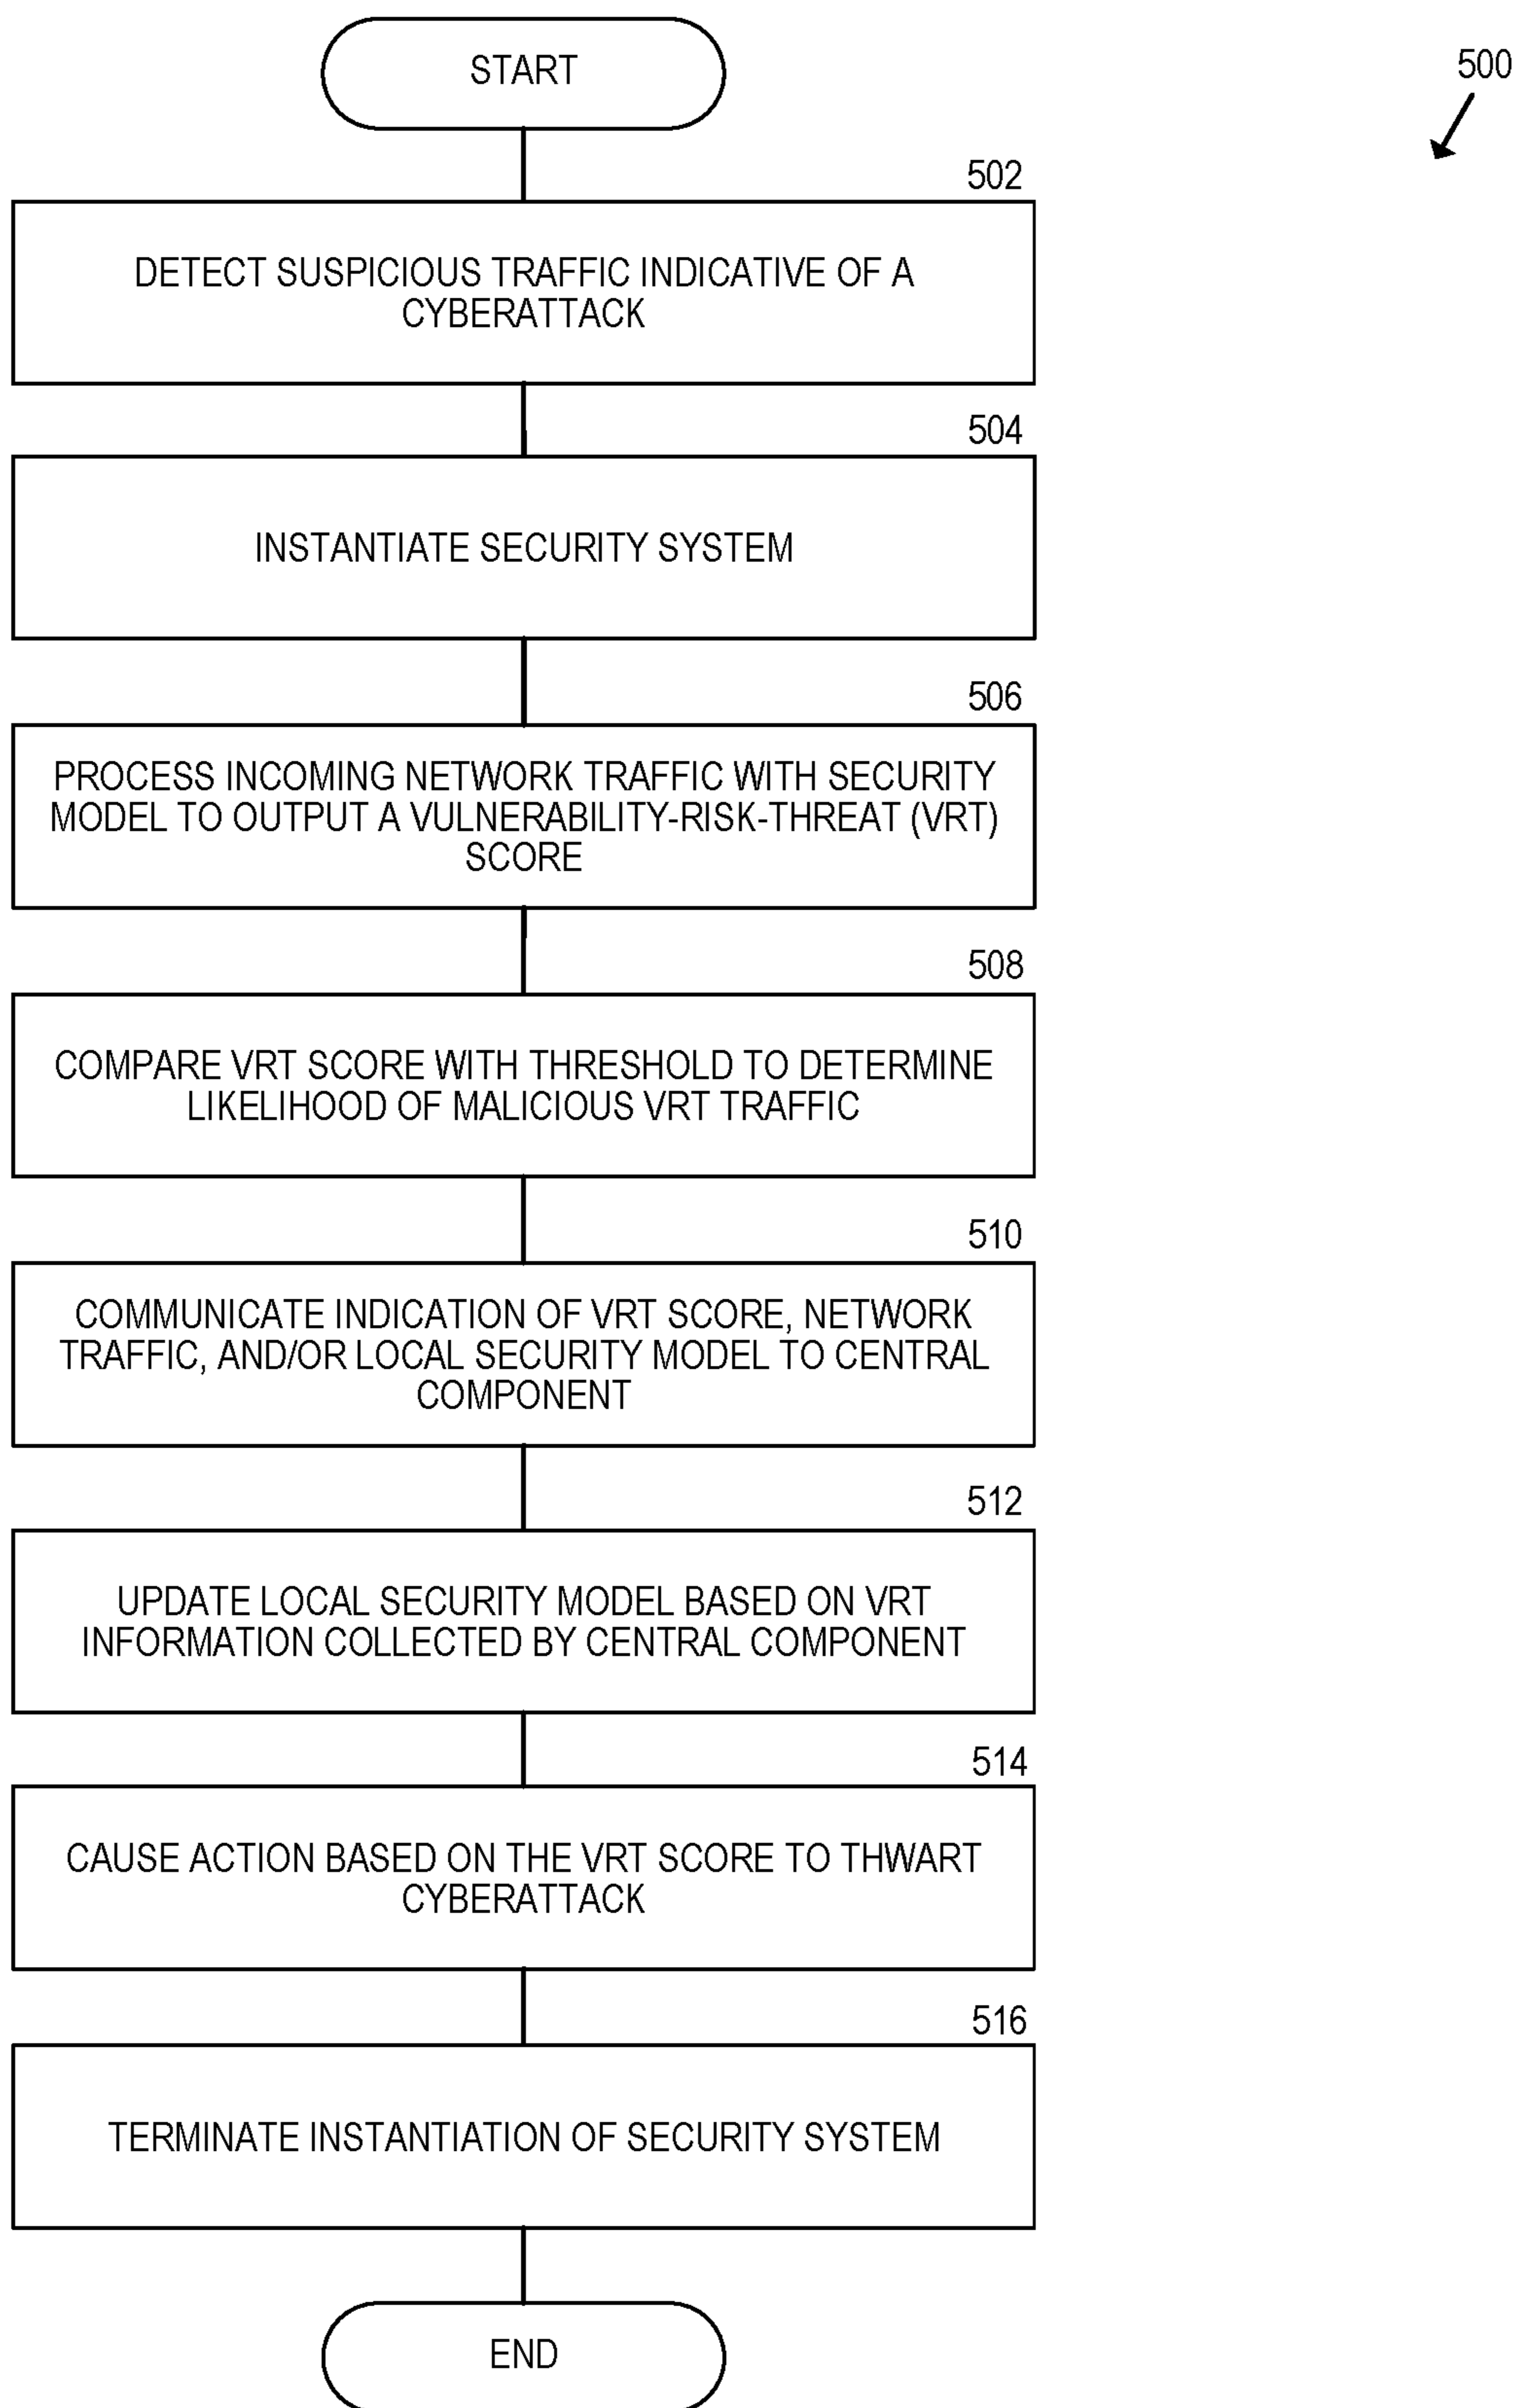 START
500
502
DETECT SUSPICIOUS TRAFFIC INDICATIVE OF A
CYBERATTACK
504
INSTANTIATE SECURITY SYSTEM
506
PROCESS INCOMING NETWORK TRAFFIC WITH SECURITY
MODEL TO OUTPUT A VULNERABILITY-RISK-THREAT (VRT)
SCORE
508
COMPARE VRT SCORE WITH THRESHOLD TO DETERMINE
LIKELIHOOD OF MALICIOUS VRT TRAFFIC
510
COMMUNICATE INDICATION OF VRT SCORE, NETWORK
TRAFFIC, AND/OR LOCAL SECURITY MODEL TO CENTRAL
COMPONENT
512
UPDATE LOCAL SECURITY MODEL BASED ON VRT
INFORMATION COLLECTED BY CENTRAL COMPONENT
514
CAUSE ACTION BASED ON THE VRT SCORE TO THWART
CYBERATTACK
516
TERMINATE INSTANTIATION OF SECURITY SYSTEM
END